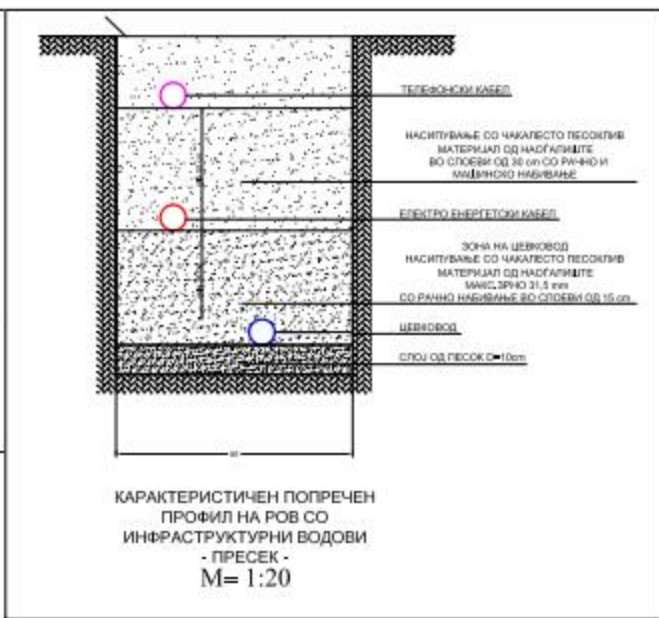 ТЕЛЕФОНСКИ КАБЕЛ
НАСИПУВАЊЕ СО ЧАКАЛЕСТО ПЕСОКЛИВ
МАТЕРИЈАЛ ОД НАОЃАЛИШТЕ
ВО СЛОЕВИ ОД 30 cm СО РАЧНО И
МАШИНСКО НАБИВАЊЕ
ЕЛЕКТРО ЕНЕРГЕТСКИ КАБЕЛ
ЗОНА НА ЦЕВКОВОД
НАСИПУВАЊЕ СО ЧАКАЛЕСТО ПЕСОКЛИВ
МАТЕРИЈАЛ ОД НАОЃАЛИШТЕ
МАКС.ЗРНО 31,5 mm
СО РАЧНО НАБИВАЊЕ ВО СЛОЕВИ ОД 15 cm
ЦЕВКОВОД
СЛОЈ ОД ПЕСОК D=10cm
КАРАКТЕРИСТИЧЕН ПОПРЕЧЕН
ПРОФИЛ НА РОВ СО
ИНФРАСТРУКТУРНИ ВОДОВИ
- ПРЕСЕК -
M= 1:20